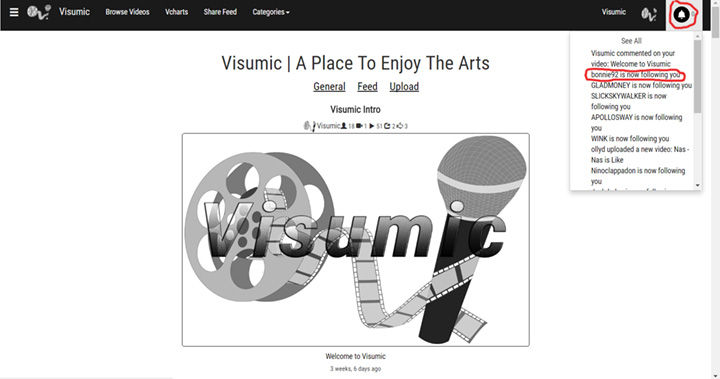 Visumic Browse Videos Vcharts Share Feed Categories Visumic
See All
Visumic commented on your
video: Welcome to Visumic
bonnie92 is now following you
GLADMONEY is now following you
SLICKSKYWALKER is now
following you
APOLLOSWAY is now following
you
WINK is now following you
ollyd uploaded a new video: Nas -
Nas is Like
Ninoclappadon is now following
you
Visumic | A Place To Enjoy The Arts
General Feed Upload
Visumic Intro
Visumic 18 1 51 2 3
Visumic
Welcome to Visumic
3 weeks, 6 days ago